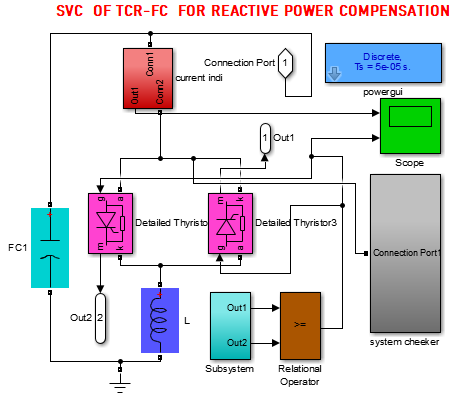 SVC OF TCR-FC FOR REACTIVE POWER COMPENSATION
Conn1
Out1
Conn2
current indi
Connection Port
1
Discrete,
Ts = 5e-05 s.
powergui
Scope
1
Out1
g
a
m
k
Detailed Thyristo
m
k
g
a
Detailed Thyristor3
FC1
Out2
2
L
Out1
Out2
Subsystem
>=
Relational
Operator
Connection Port1
system cheeker